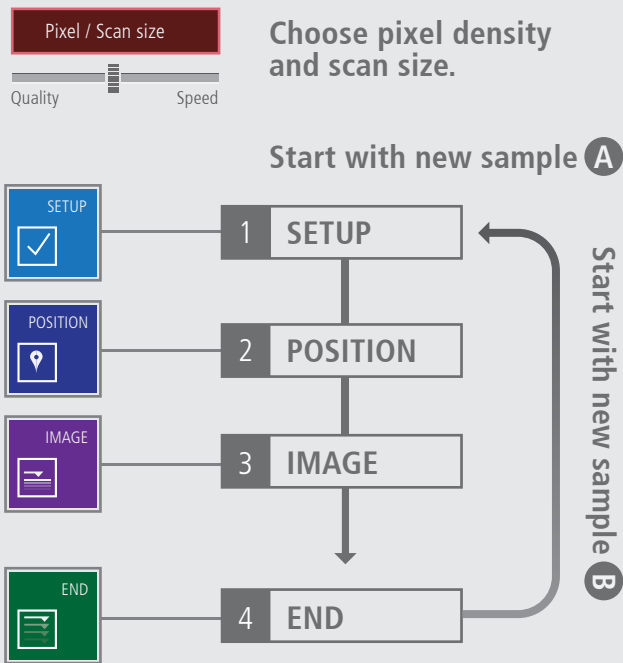 Pixel / Scan size
Quality Speed
Choose pixel density
and scan size.
Start with new sample A
SETUP
1 SETUP
POSITION
2 POSITION
IMAGE
3 IMAGE
END
4 END
Start with new sample B